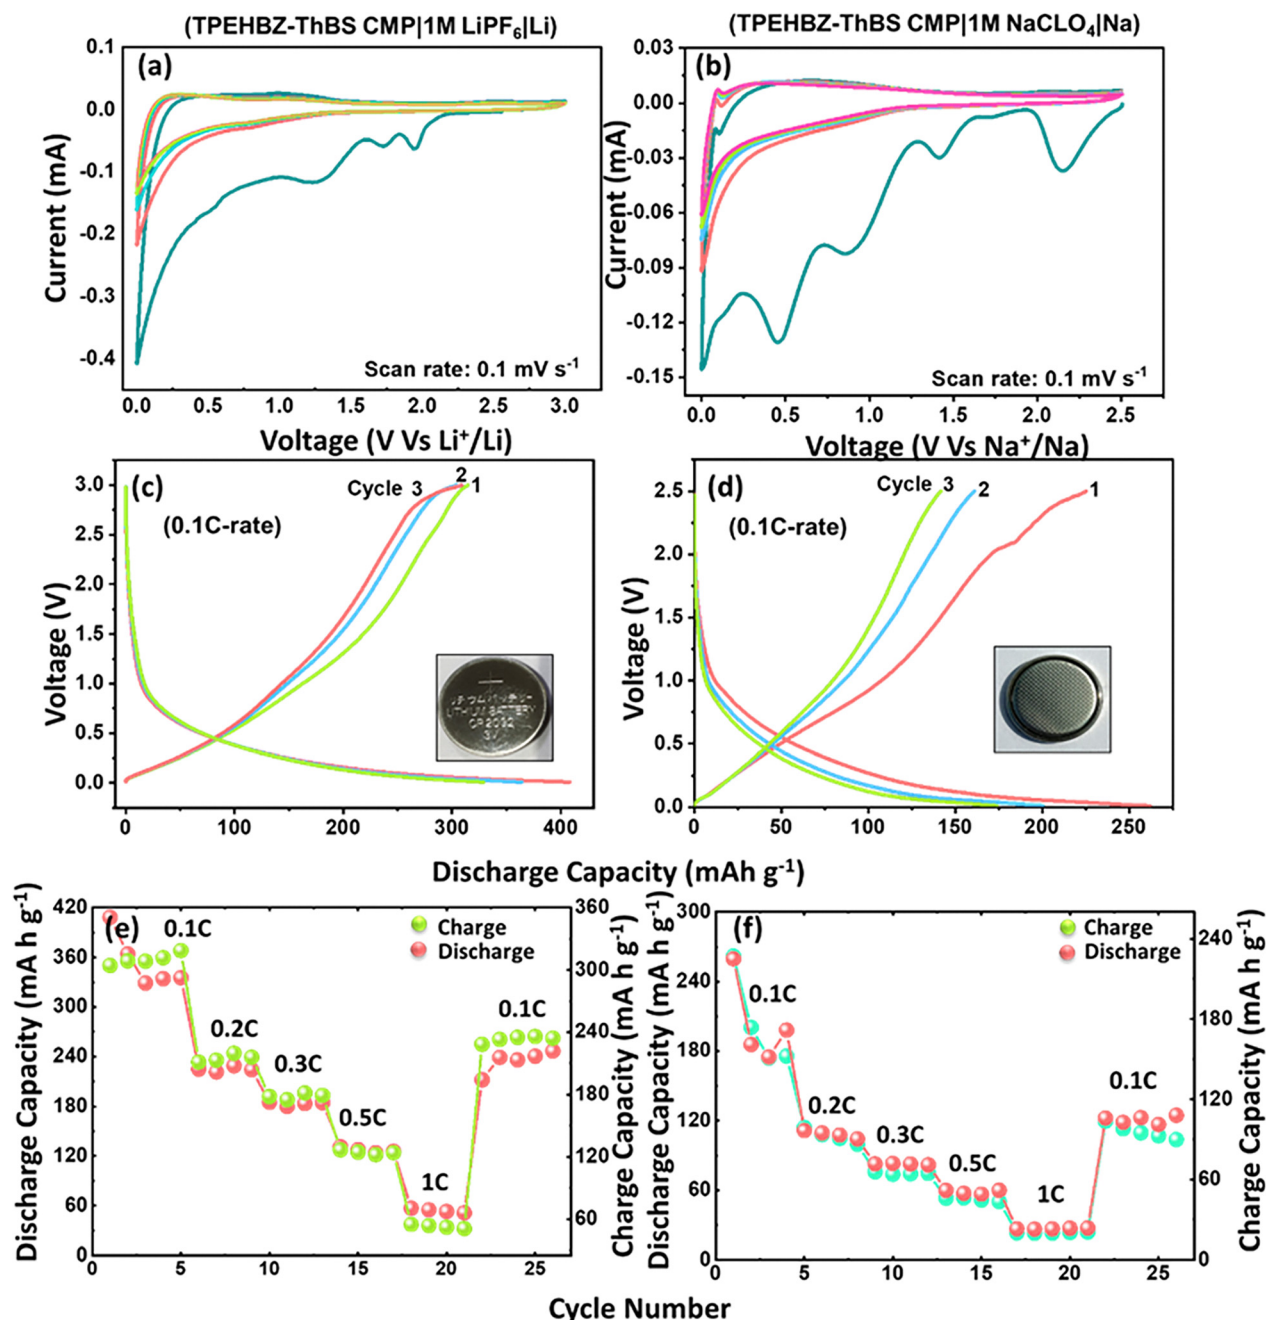 (TPEHBZ-ThBS CMP|1M LiPF6|Li)
(TPEHBZ-ThBS CMP|1M NaCLO4|Na)
(a)
0.1
0.0
-0.1
-0.2
-0.3
-0.4
Current (mA)
Scan rate: 0.1 mV s-1
0.0 0.5 1.0 1.5 2.0 2.5 3.0
Voltage (V Vs Li+/Li)
(b)
0.03
0.00
-0.03
-0.06
-0.09
-0.12
-0.15
Current (mA)
Scan rate: 0.1 mV s-1
0.0 0.5 1.0 1.5 2.0 2.5
Voltage (V Vs Na+/Na)
(c)
Cycle 3 2 1
(0.1C-rate)
3.0
2.5
2.0
1.5
1.0
0.5
0.0
Voltage (V)
LITHIUM BATTERY
CR2032
3V
0 100 200 300 400
(d)
Cycle 3 2 1
(0.1C-rate)
2.5
2.0
1.5
1.0
0.5
0.0
Voltage (V)
0 50 100 150 200 250
Discharge Capacity (mAh g-1)
(e)
Charge
Discharge
0.1C
0.2C
0.3C
0.5C
1C
0.1C
420
360
300
240
180
120
60
0
Discharge Capacity (mA h g-1)
360
300
240
180
120
60
Charge Capacity (mA h g-1)
0 5 10 15 20 25
(f)
Charge
Discharge
0.1C
0.2C
0.3C
0.5C
1C
0.1C
300
240
180
120
60
0
Discharge Capacity (mA h g-1)
240
180
120
60
0
Charge Capacity (mA h g-1)
0 5 10 15 20 25
Cycle Number